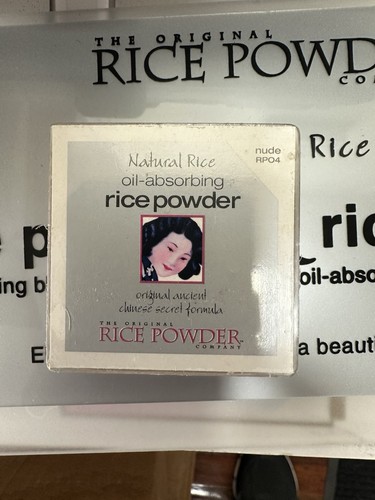 THE ORIGINAL
RICE POWD
CO
Rice
nude
RP04
Natural Rice
oil-absorbing
rice powder
original ancient
chinese secret formula
THE ORIGINAL
RICE POWDER
COMPANY
p
ric
ing b
oil-abso
E
a beauti